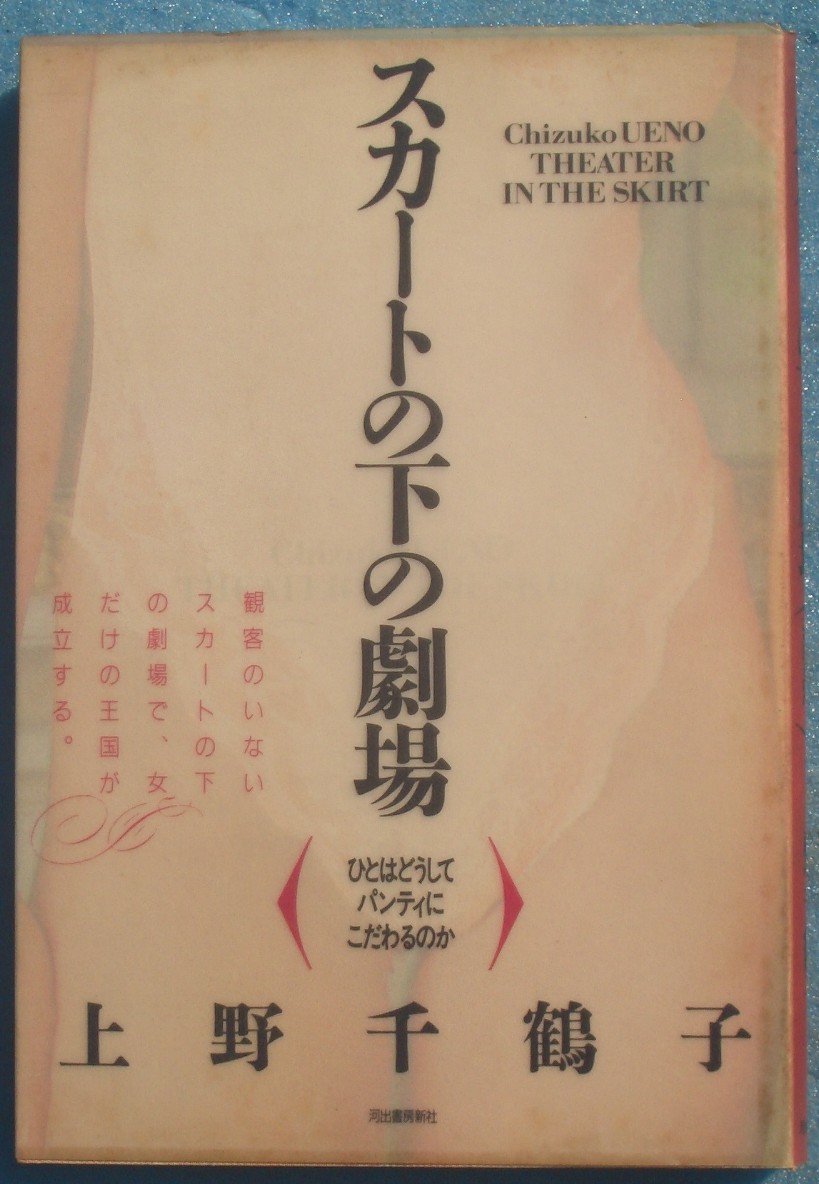 スカートの下の劇場
Chizuko UENO
THEATER
IN THE SKIRT
観客のいない
スカートの下
の劇場で、女
だけの王国が
成立する。
ひとはどうして
パンティに
こだわるのか
上野千鶴子
河出書房新社